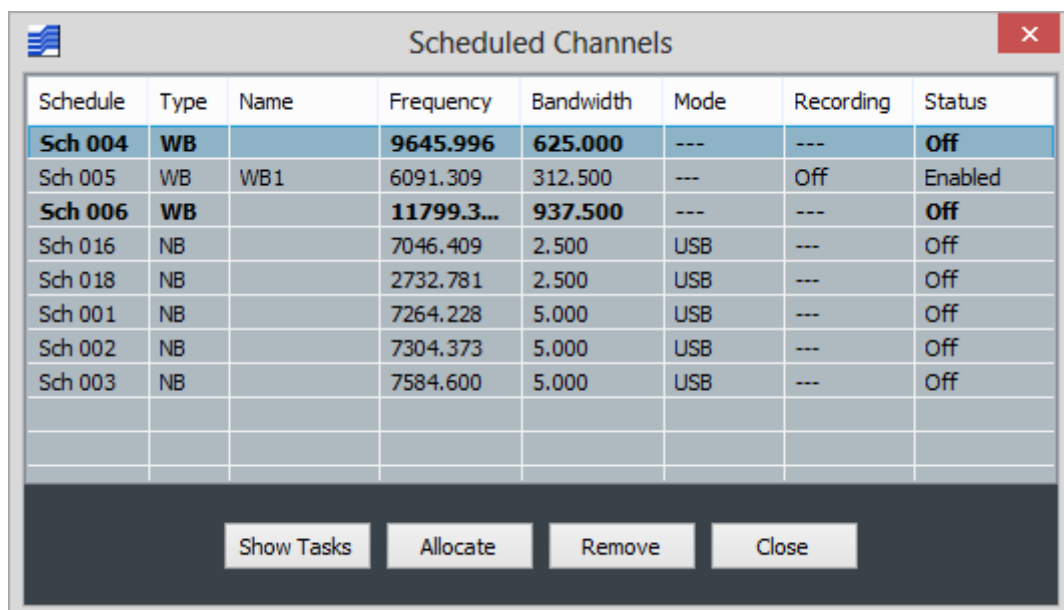 Scheduled Channels
Schedule Type Name Frequency Bandwidth Mode Recording Status
Sch 004 WB 9645.996 625.000 --- --- Off
Sch 005 WB WB1 6091.309 312.500 --- Off Enabled
Sch 006 WB 11799.3... 937.500 --- --- Off
Sch 016 NB 7046.409 2.500 USB --- Off
Sch 018 NB 2732.781 2.500 USB --- Off
Sch 001 NB 7264.228 5.000 USB --- Off
Sch 002 NB 7304.373 5.000 USB --- Off
Sch 003 NB 7584.600 5.000 USB --- Off
Show Tasks Allocate Remove Close